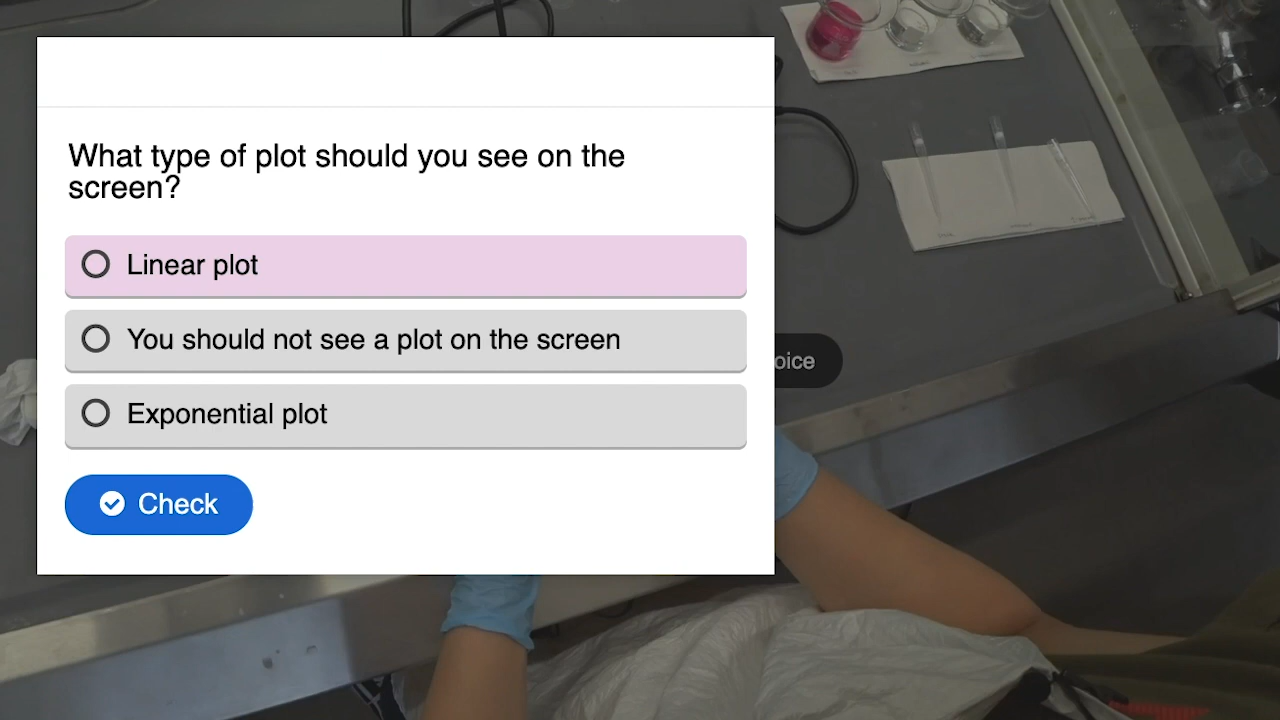 What type of plot should you see on the
screen?
Linear plot
You should not see a plot on the screen
oice
Exponential plot
Check